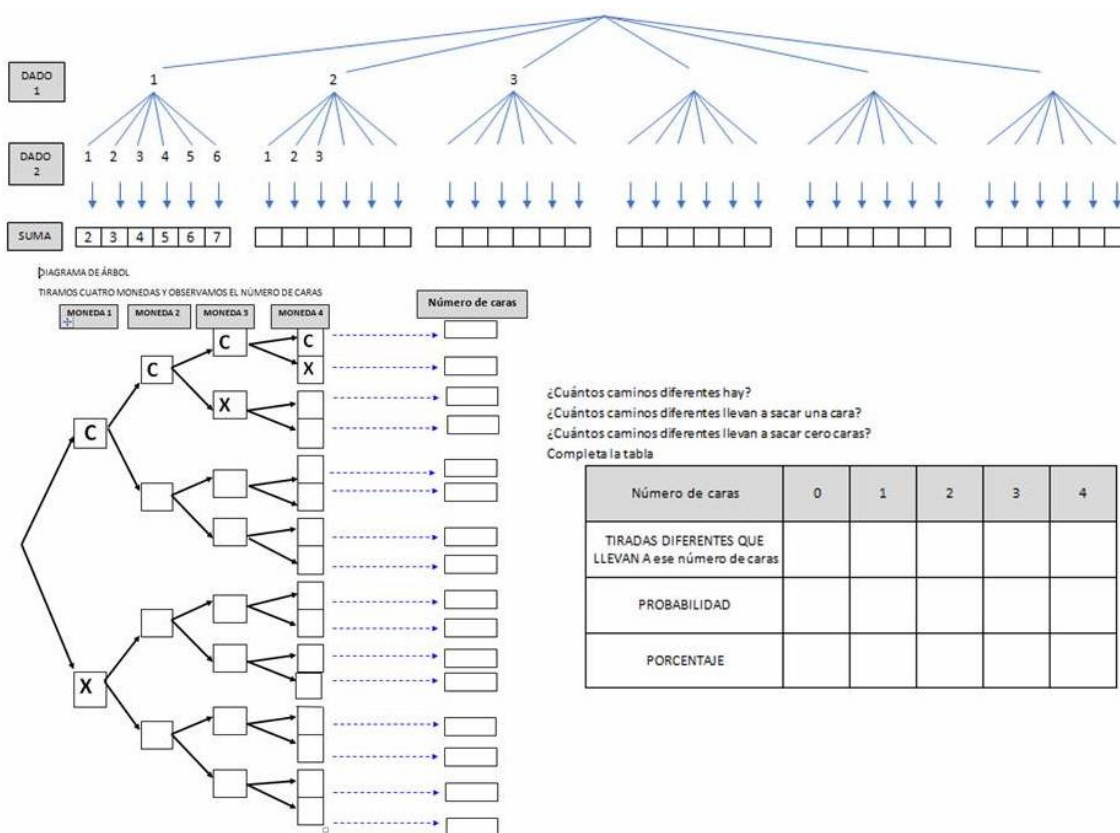 1 2 3
DADO
1
DADO
2
1 2 3 4 5 6 1 2 3
SUMA
2 3 4 5 6 7
DIAGRAMA DE ÁRBOL
TIRAMOS CUATRO MONEDAS Y OBSERVAMOS EL NÚMERO DE CARAS
MONEDA 1 MONEDA 2 MONEDA 3 MONEDA 4
Número de caras
C
C
C
X
X
C
X
¿Cuántos caminos diferentes hay?
¿Cuántos caminos diferentes llevan a sacar una cara?
¿Cuántos caminos diferentes llevan a sacar cero caras?
Completa la tabla
Número de caras 0 1 2 3 4
TIRADAS DIFERENTES QUE
LLEVAN A ese número de caras
PROBABILIDAD
PORCENTAJE